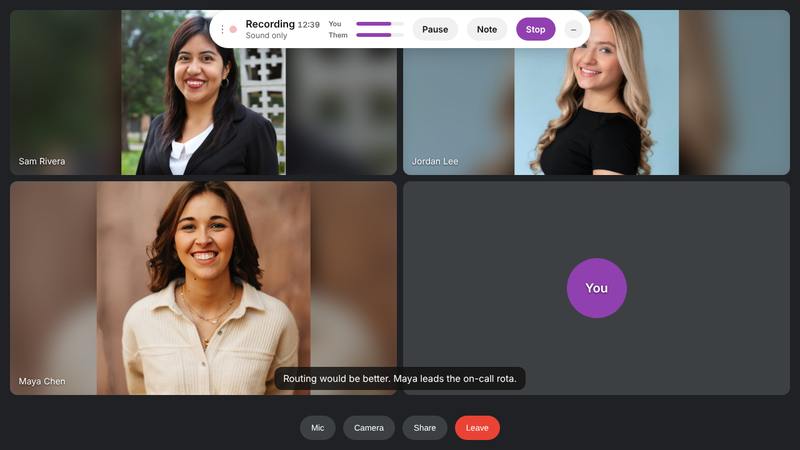 Recording 12:39
Sound only
You
Them
Pause
Note
Stop
–
Sam Rivera
Jordan Lee
Maya Chen
You
Routing would be better. Maya leads the on-call rota.
Mic
Camera
Share
Leave